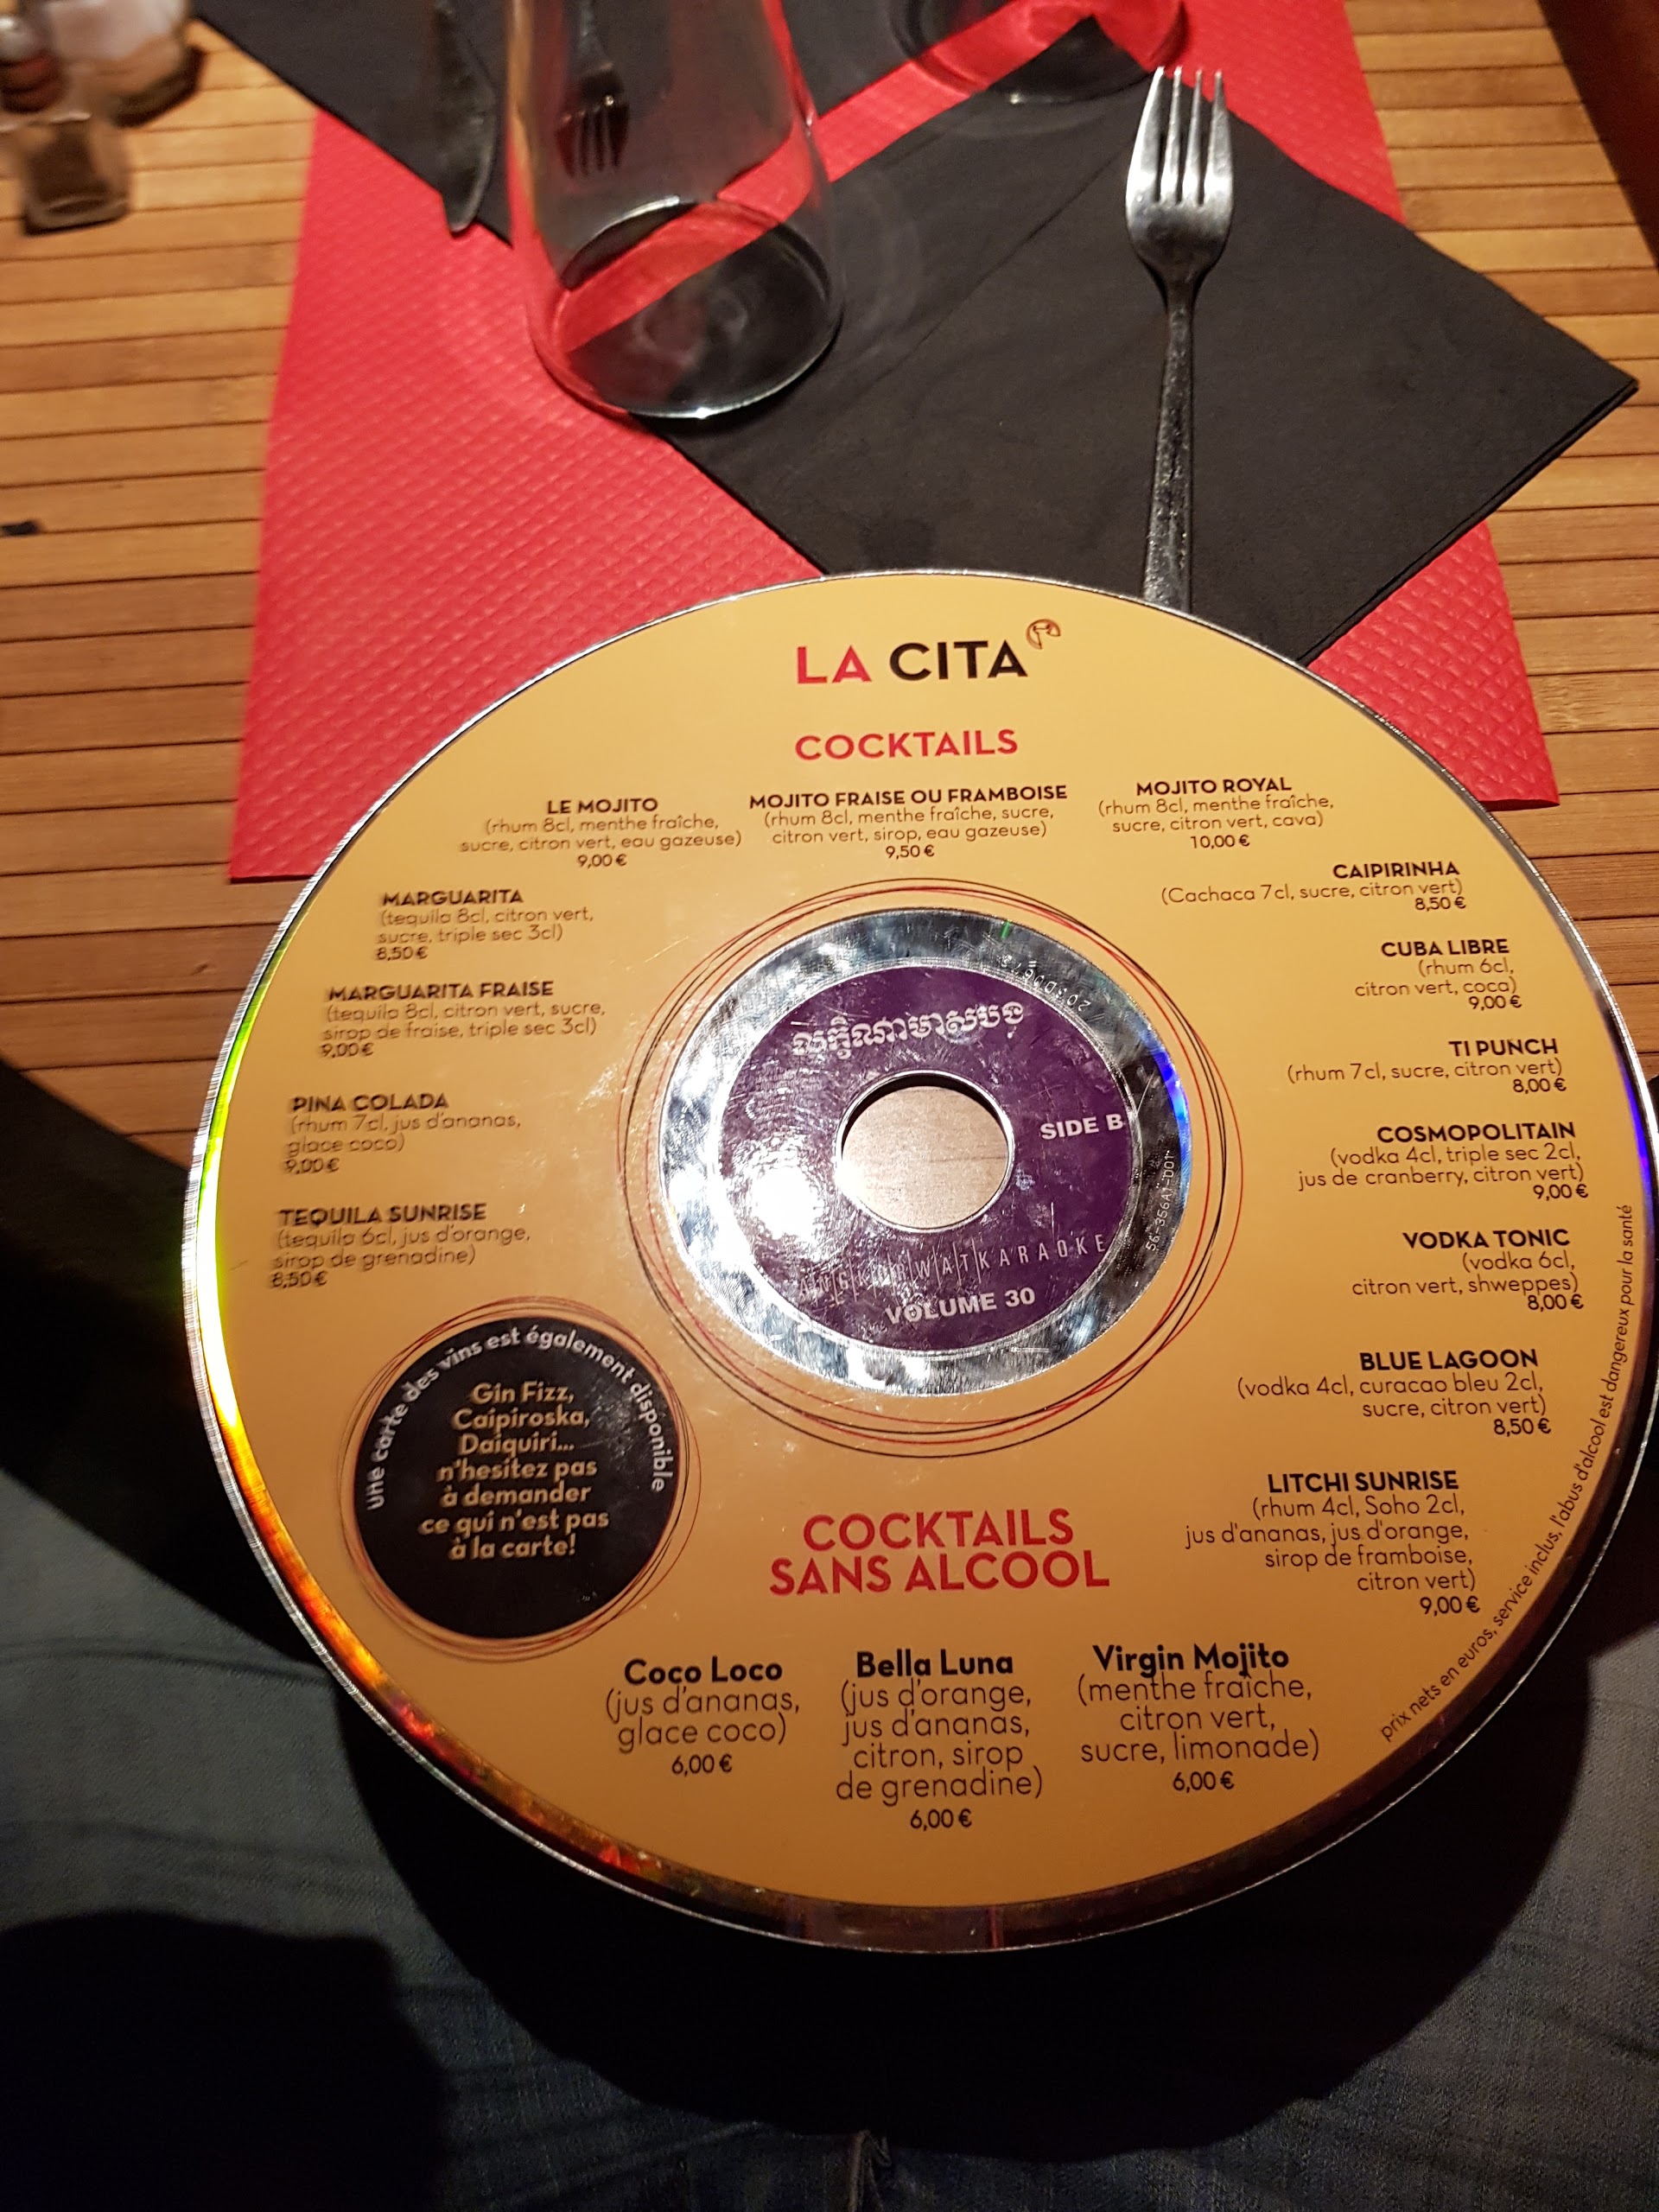 LA CITA
COCKTAILS
LE MOJITO
(rhum 8cl, menthe fraîche,
sucre, citron vert, eau gazeuse)
9,00 €
MOJITO FRAISE OU FRAMBOISE
(rhum 8cl, menthe fraîche, sucre,
citron vert, sirop, eau gazeuse)
9,50 €
MOJITO ROYAL
(rhum 8cl, menthe fraîche,
sucre, citron vert, cava)
10,00 €
MARGUARITA
(tequila 8cl, citron vert,
sucre, triple sec 3cl)
8,50 €
MARGUARITA FRAISE
(tequila 8cl, citron vert, sucre,
sirop de fraise, triple sec 3cl)
9,00 €
PINA COLADA
(rhum 7cl, jus d'ananas,
glace coco)
9,00 €
TEQUILA SUNRISE
(tequila 6cl, jus d'orange,
sirop de grenadine)
8,50 €
CAIPIRINHA
(Cachaca 7cl, sucre, citron vert)
8,50 €
CUBA LIBRE
(rhum 6cl,
citron vert, coca)
9,00 €
TI PUNCH
(rhum 7cl, sucre, citron vert)
8,00 €
COSMOPOLITAIN
(vodka 4cl, triple sec 2cl,
jus de cranberry, citron vert)
9,00 €
VODKA TONIC
(vodka 6cl,
citron vert, shweppes)
8,00 €
BLUE LAGOON
(vodka 4cl, curacao bleu 2cl,
sucre, citron vert)
8,50 €
LITCHI SUNRISE
(rhum 4cl, Soho 2cl,
jus d'ananas, jus d'orange,
sirop de framboise,
citron vert)
9,00 €
SIDE B
KARAOKE
VOLUME 30
une carte des vins est également disponible
Gin Fizz,
Caipiroska,
Daiquiri...
n'hesitez pas
à demander
ce qui n'est pas
à la carte!
COCKTAILS
SANS ALCOOL
Coco Loco
(jus d'ananas,
glace coco)
6,00 €
Bella Luna
(jus d'orange,
jus d'ananas,
citron, sirop
de grenadine)
6,00 €
Virgin Mojito
(menthe fraîche,
citron vert,
sucre, limonade)
6,00 €
prix nets en euros, service inclus, l'abus d'alcool est dangereux pour la santé